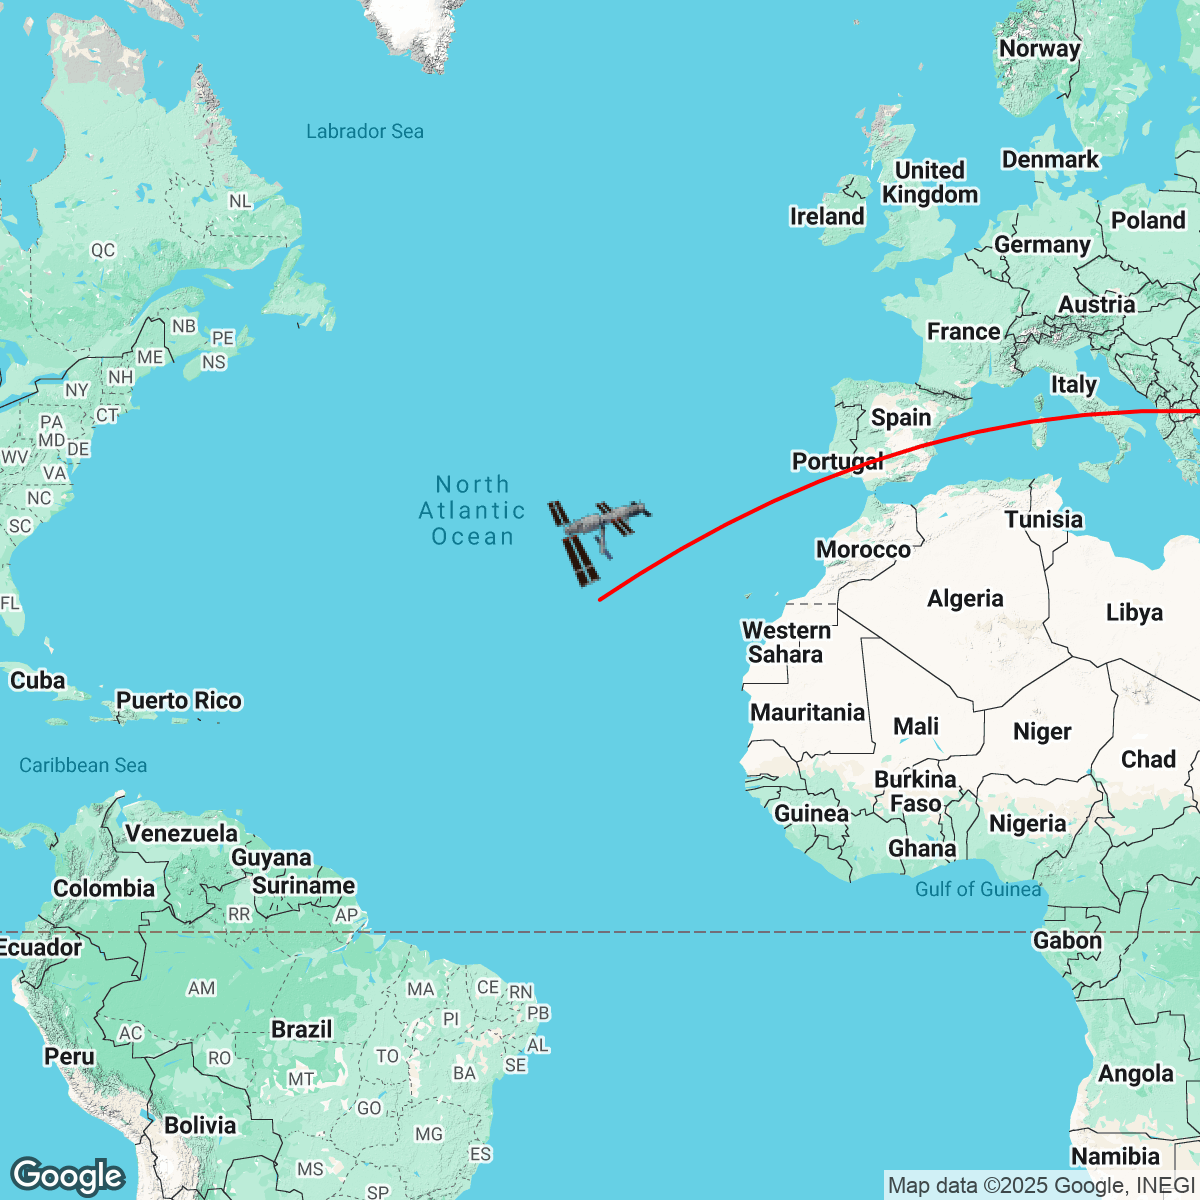 Norway
Labrador Sea
Denmark
United
Kingdom
NL
Ireland
Poland
QC
Germany
Austria
NB
PE
France
ME
NS
NH
Italy
NY
CT
Spain
PA
MD
DE
WV
Portugal
VA
North
Atlantic
Ocean
NC
SC
Tunisia
Morocco
FL
Algeria
Libya
Western
Sahara
Cuba
Puerto Rico
Mauritania
Mali
Niger
Caribbean Sea
Chad
Burkina
Faso
Guinea
Nigeria
Venezuela
Ghana
Guyana
Colombia
Suriname
Gulf of Guinea
RR
AP
Ecuador
Gabon
AM
MA
CE
RN
PB
PI
Brazil
AC
AL
Peru
RO
TO
SE
MT
BA
Angola
GO
Bolivia
MG
ES
Namibia
MS
SP
Google
Map data ©2025 Google, INEGI